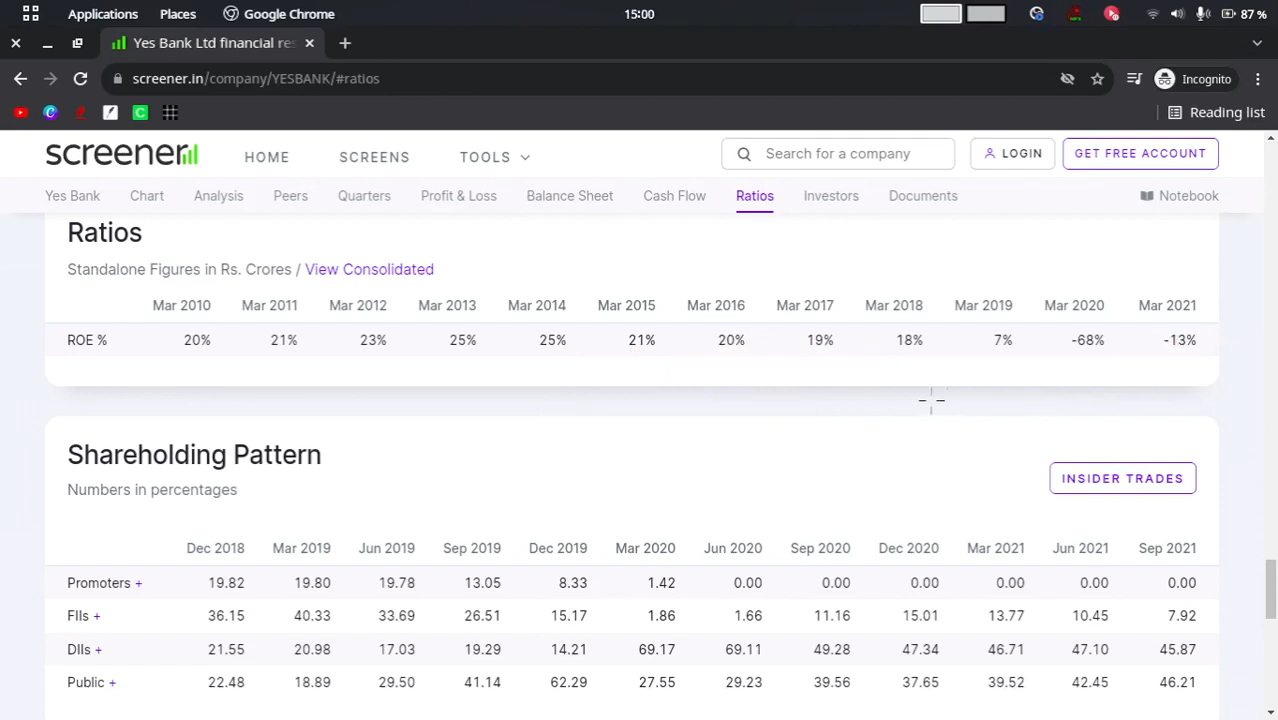 Applications Places Google Chrome 15:00 87 %
Yes Bank Ltd financial res
screener.in/company/YESBANK/#ratios Incognito
Reading list
screener HOME SCREENS TOOLS Search for a company LOGIN GET FREE ACCOUNT
Yes Bank Chart Analysis Peers Quarters Profit & Loss Balance Sheet Cash Flow Ratios Investors Documents Notebook
Ratios
Standalone Figures in Rs. Crores / View Consolidated
Mar 2010 Mar 2011 Mar 2012 Mar 2013 Mar 2014 Mar 2015 Mar 2016 Mar 2017 Mar 2018 Mar 2019 Mar 2020 Mar 2021
ROE % 20% 21% 23% 25% 25% 21% 20% 19% 18% 7% -68% -13%
Shareholding Pattern
Numbers in percentages
INSIDER TRADES
Dec 2018 Mar 2019 Jun 2019 Sep 2019 Dec 2019 Mar 2020 Jun 2020 Sep 2020 Dec 2020 Mar 2021 Jun 2021 Sep 2021
Promoters + 19.82 19.80 19.78 13.05 8.33 1.42 0.00 0.00 0.00 0.00 0.00 0.00
FIIs + 36.15 40.33 33.69 26.51 15.17 1.86 1.66 11.16 15.01 13.77 10.45 7.92
DIIs + 21.55 20.98 17.03 19.29 14.21 69.17 69.11 49.28 47.34 46.71 47.10 45.87
Public + 22.48 18.89 29.50 41.14 62.29 27.55 29.23 39.56 37.65 39.52 42.45 46.21